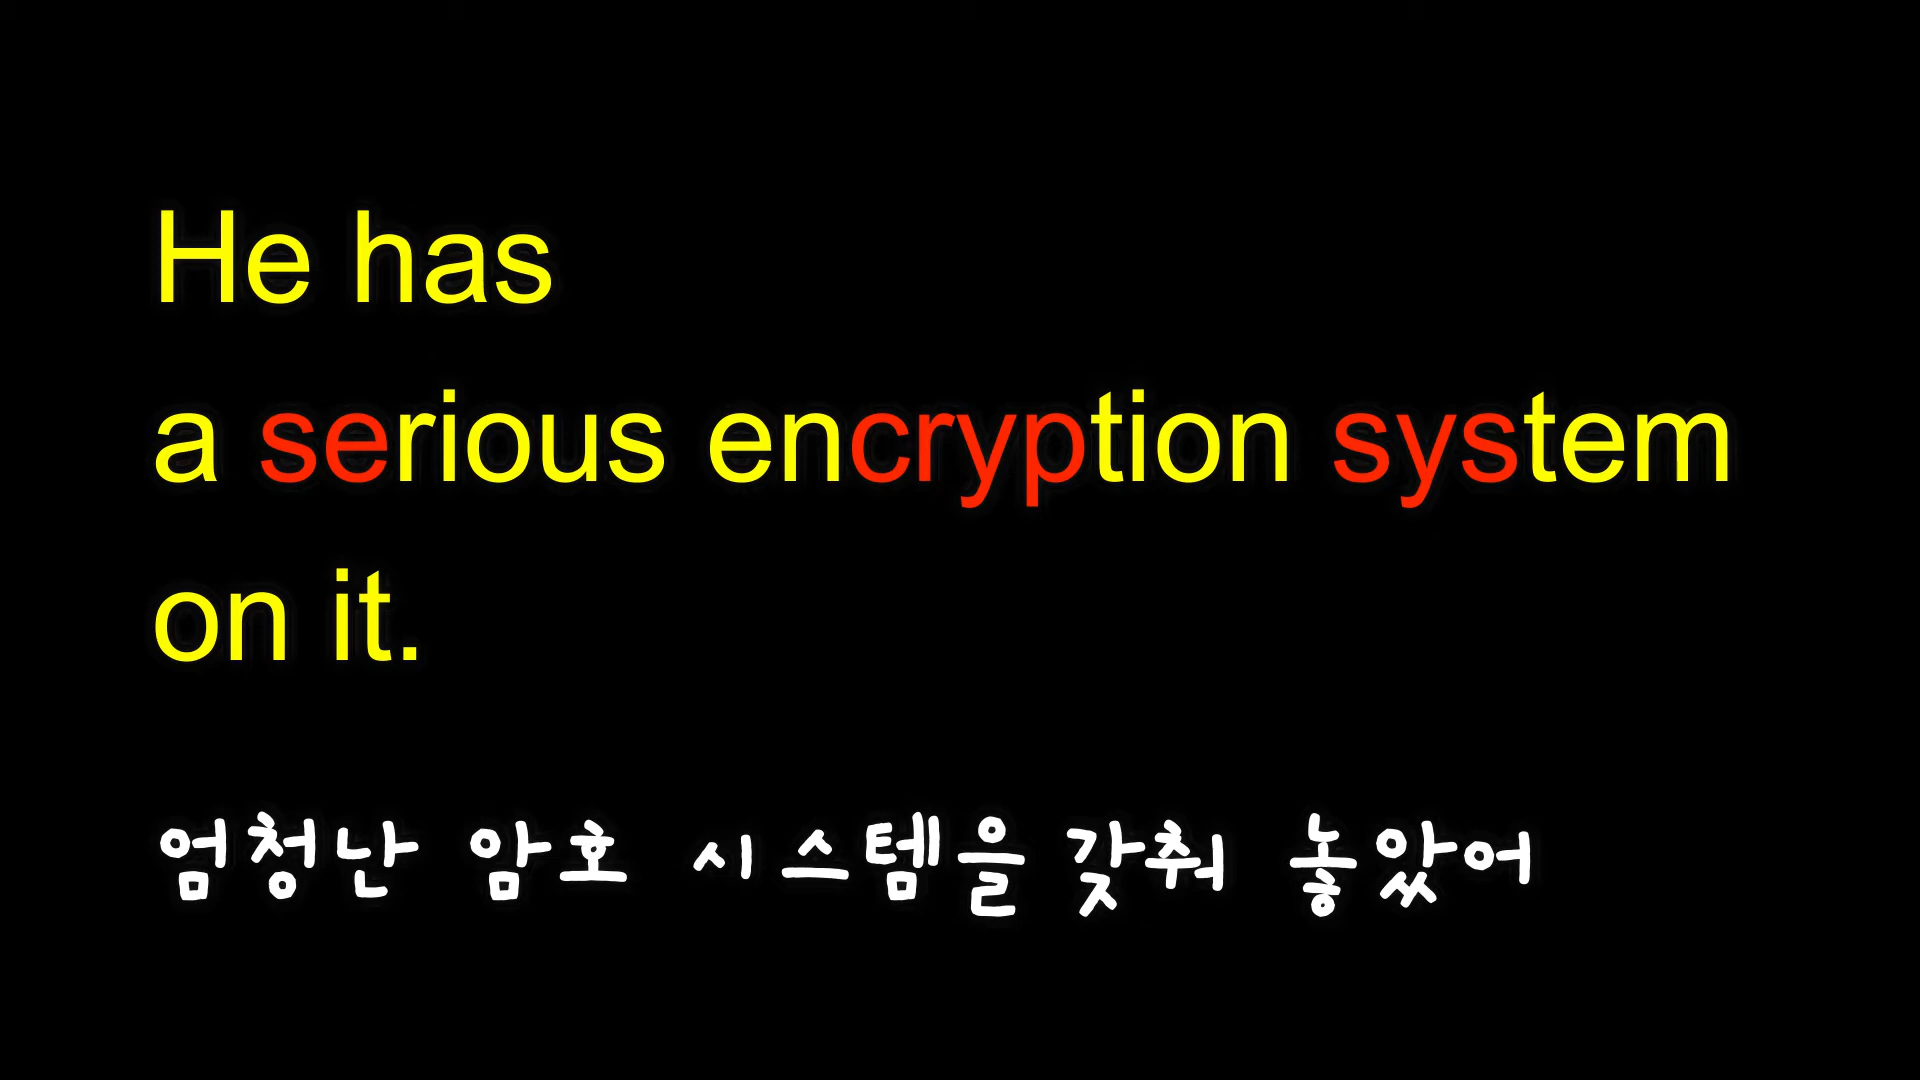 He has
a serious encryption system
on it.
엄청난 암호 시스템을 갖춰 놓았어